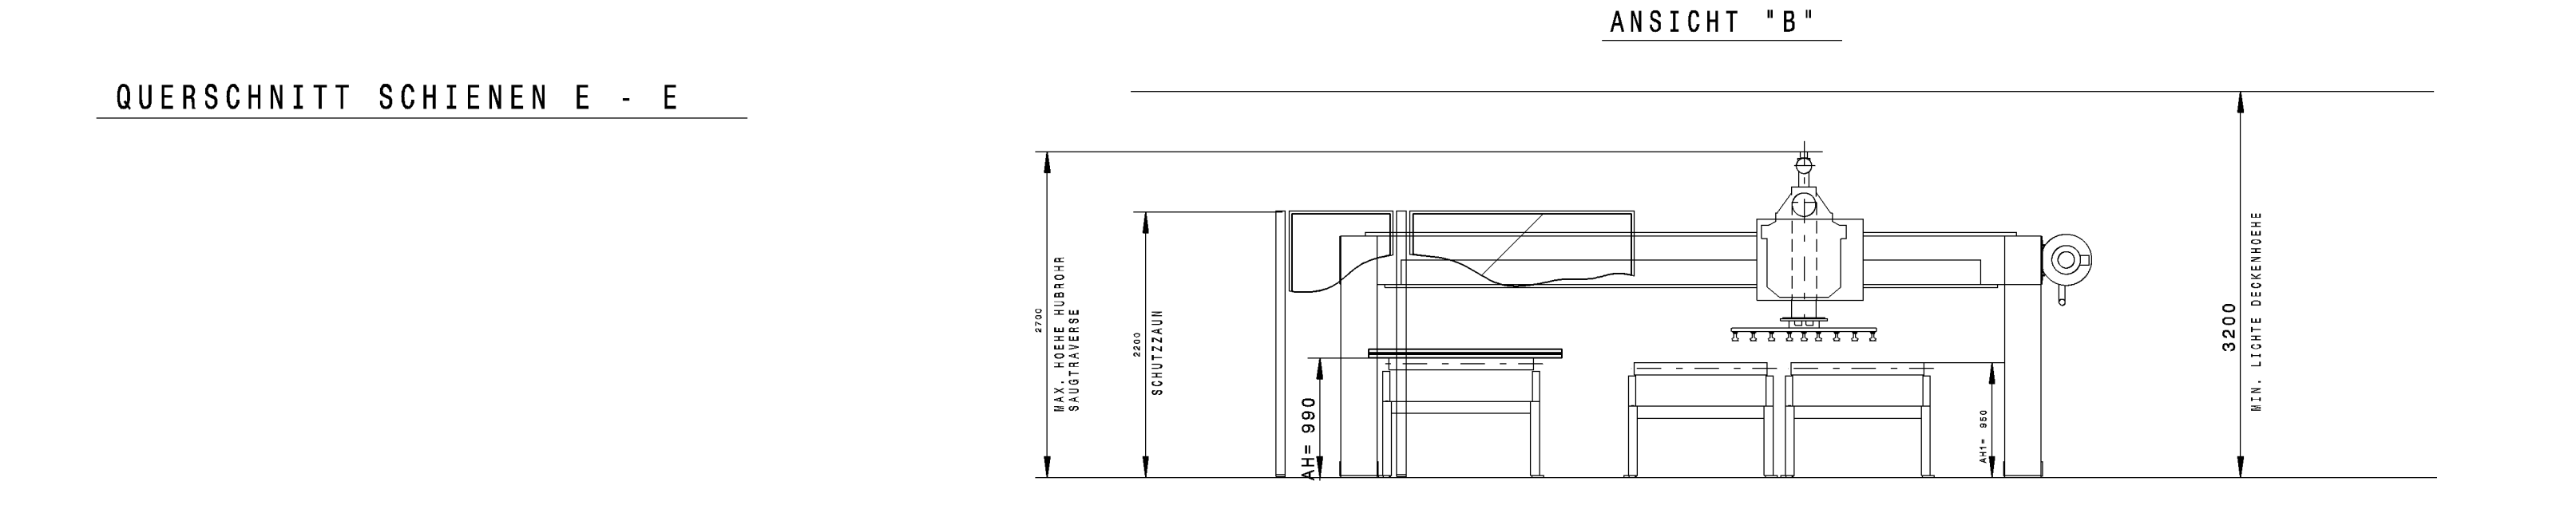 ANSICHT "B"
QUERSCHNITT SCHIENEN E - E
2700
MAX. HOEHE HUBROHR
SAUGTRAVERSE
2200
SCHUTZZAUN
AH= 990
AH1= 950
3200
MIN. LICHTE DECKENHOEHE